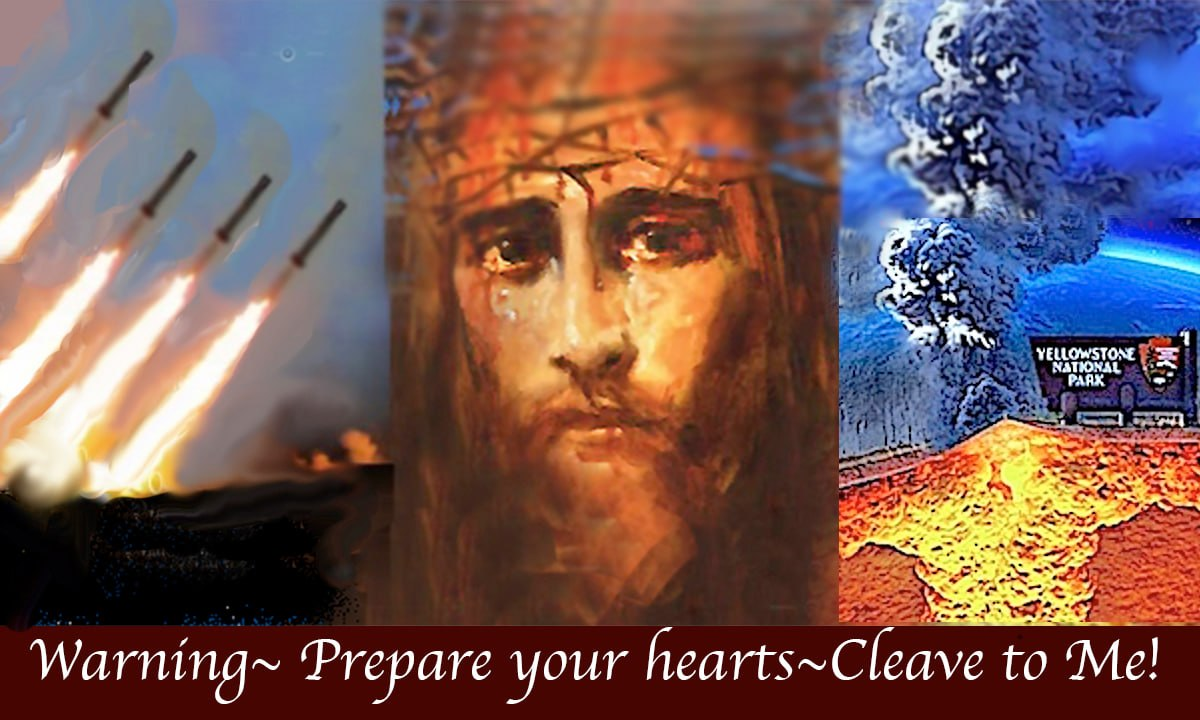 YELLOWSTONE
NATIONAL
PARK
Warning~ Prepare your hearts~Cleave to Me!